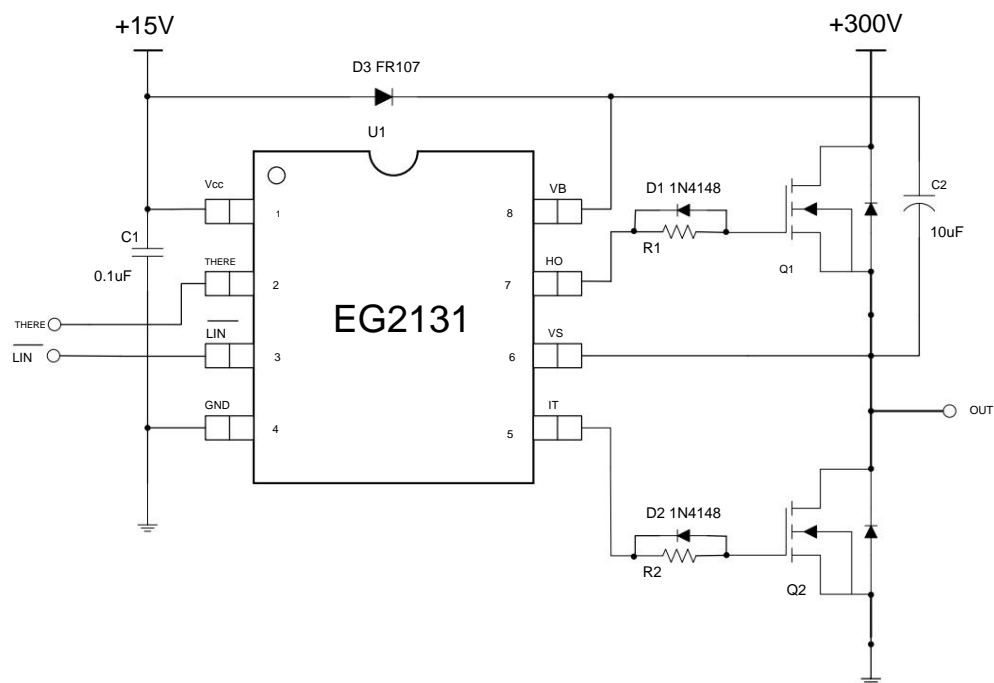 +15V
+300V
D3 FR107
U1
Vcc
1
VB
8
D1 1N4148
C2
10uF
R1
Q1
C1
0.1uF
THERE
2
HO
7
EG2131
THERE
LIN
LIN
3
VS
6
GND
4
IT
5
OUT
D2 1N4148
R2
Q2